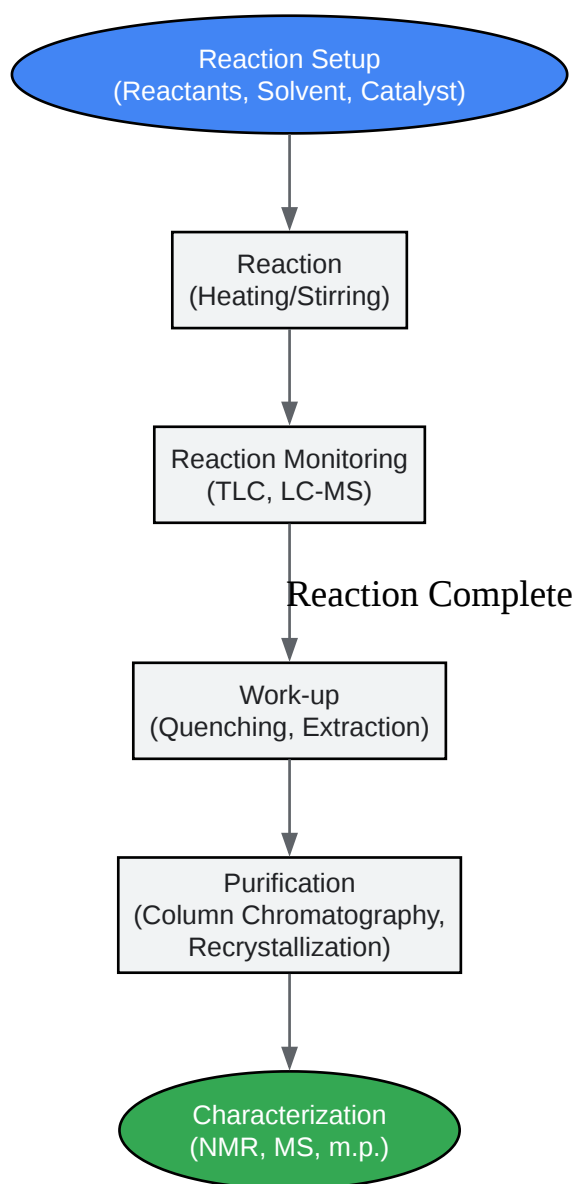 Reaction Setup
(Reactants, Solvent, Catalyst)
Reaction
(Heating/Stirring)
Reaction Monitoring
(TLC, LC-MS)
Reaction Complete
Work-up
(Quenching, Extraction)
Purification
(Column Chromatography,
Recrystallization)
Characterization
(NMR, MS, m.p.)